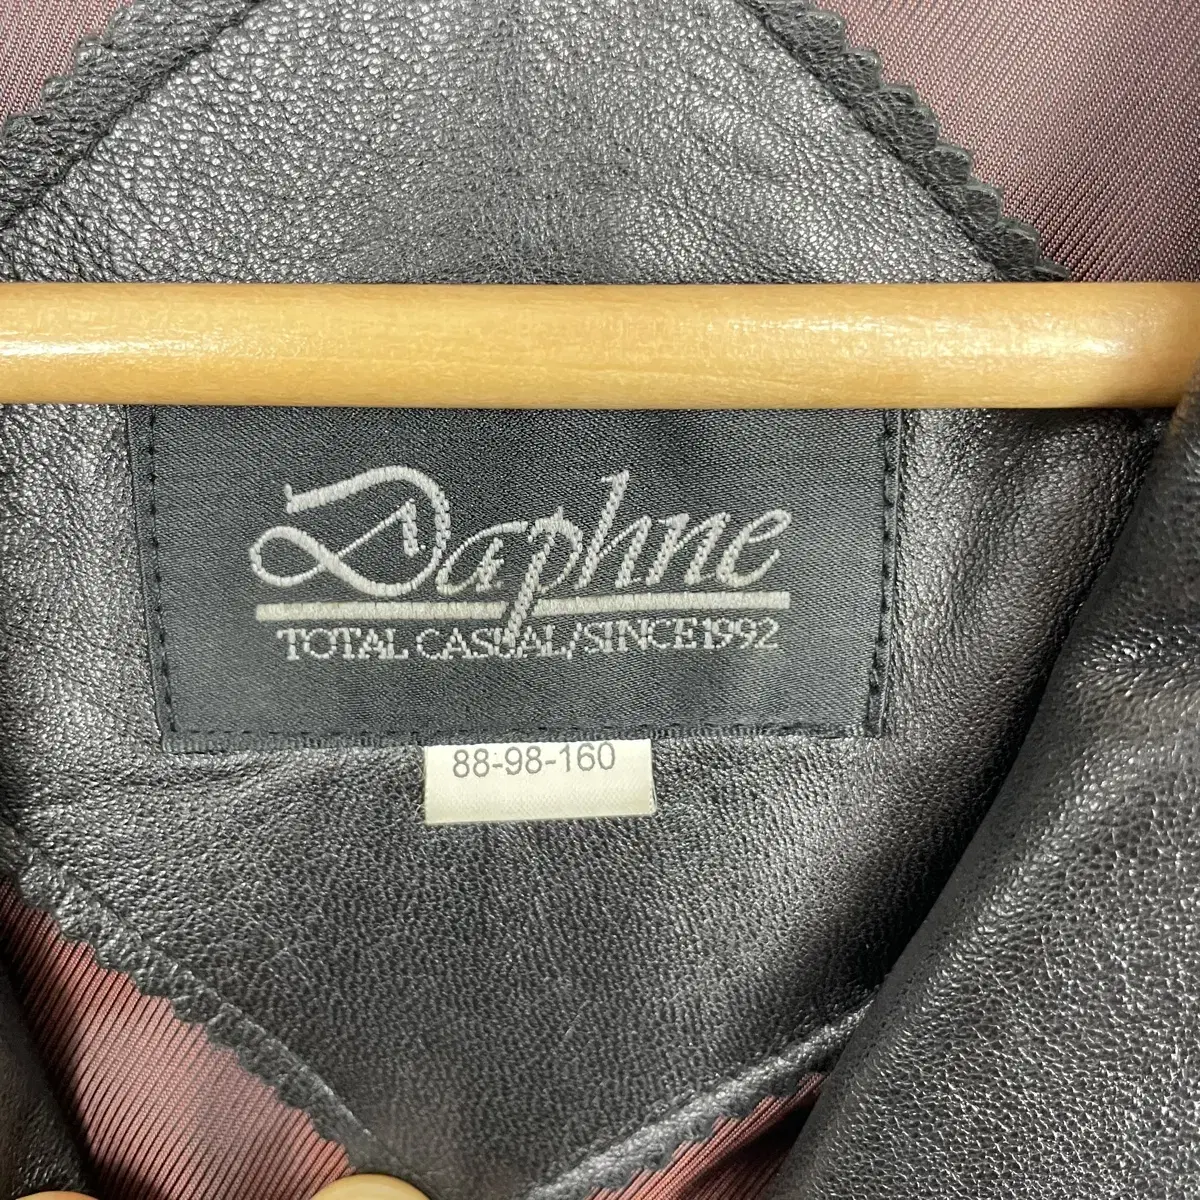 Daphne
TOTAL CASUAL/SINCE1992
88-98-160